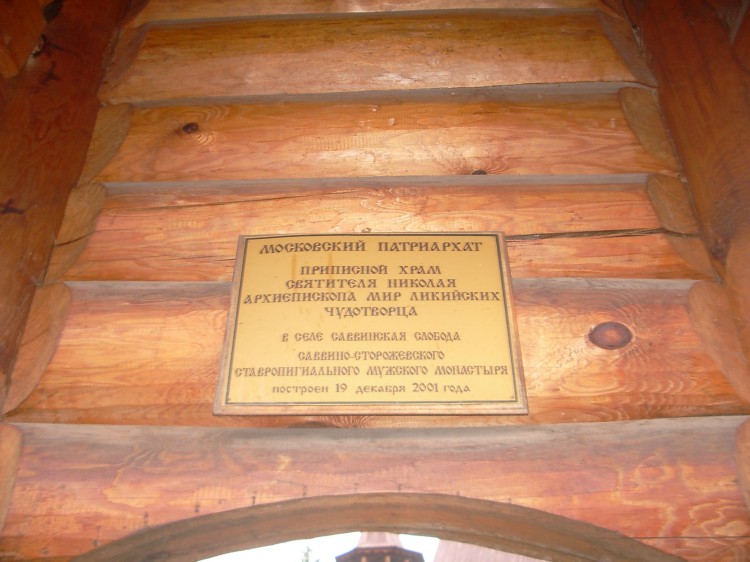 МОСКОВСКИЙ ПАТРИАРХАТ
ПРИПИСНОЙ ХРАМ
СВЯТИТЕЛЯ НИКОЛАЯ
АРХИЕПИСКОПА МИР ЛИКИЙСКИХ
ЧУДОТВОРЦА
В СЕЛЕ САВВИНСКАЯ СЛОБОДА
САВВИНО-СТОРОЖЕВСКОГО
СТАВРОПИГИАЛЬНОГО МУЖСКОГО МОНАСТЫРЯ
ПОСТРОЕН 19 ДЕКАБРЯ 2001 ГОДА